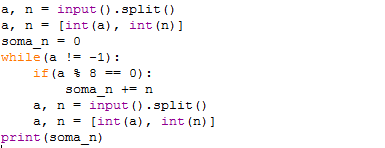 a, n = input().split()
a, n = [int(a), int(n)]
soma_n = 0
while(a != -1):
    if(a % 8 == 0):
        soma_n += n
    a, n = input().split()
    a, n = [int(a), int(n)]
print(soma_n)